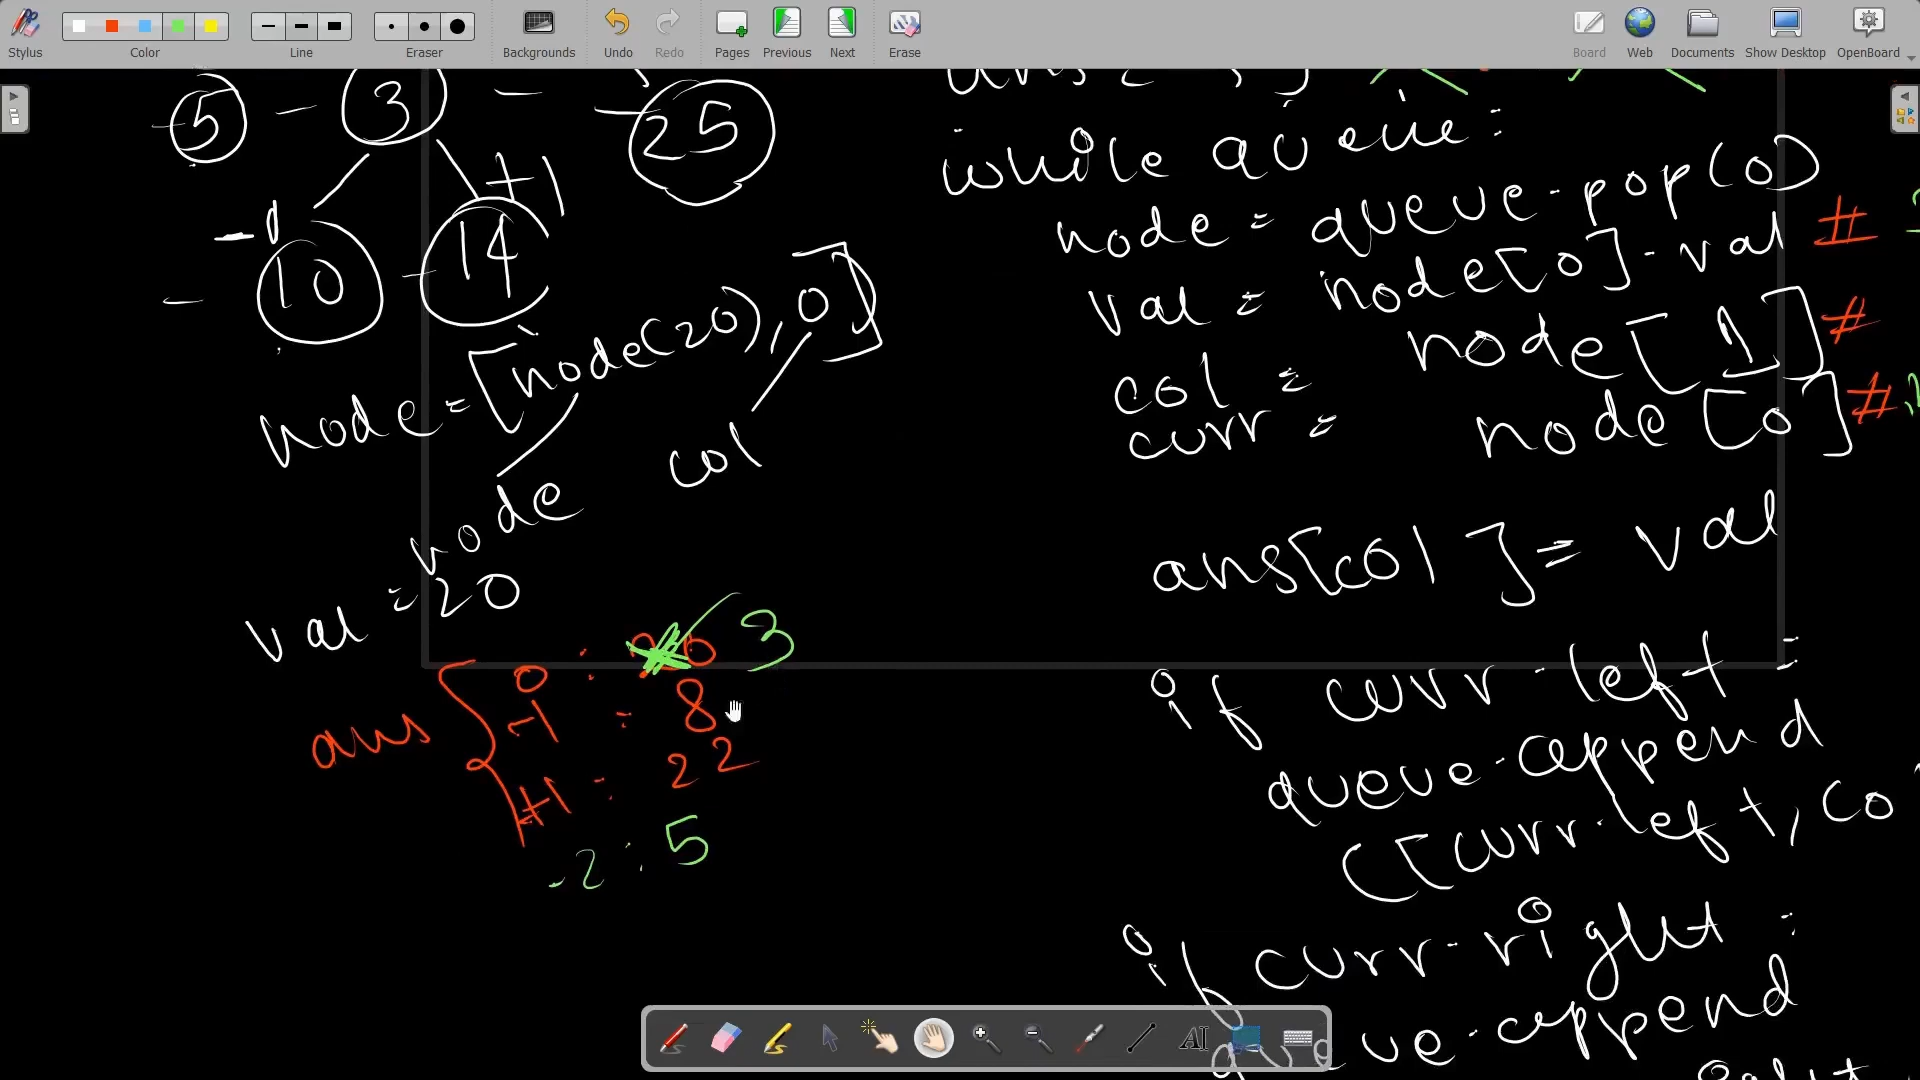 Stylus Color Line Eraser Backgrounds Undo Redo Pages Previous Next Erase Board Web Documents Show Desktop OpenBoard
5 - 3 - 25
-1 +1
- 10 - 14
node = [node(20), 0]
node col
val = 20
ans { 0 : 20 3
-1 : 8
+1 : 22
-2 : 5
while queue:
node = queue.pop(0)
val = node[0].val #
col = node[1] #
curr = node[0] #
ans[col] = val
if curr.left :
queue.append
([curr.left, co
if curr.right :
queue.append